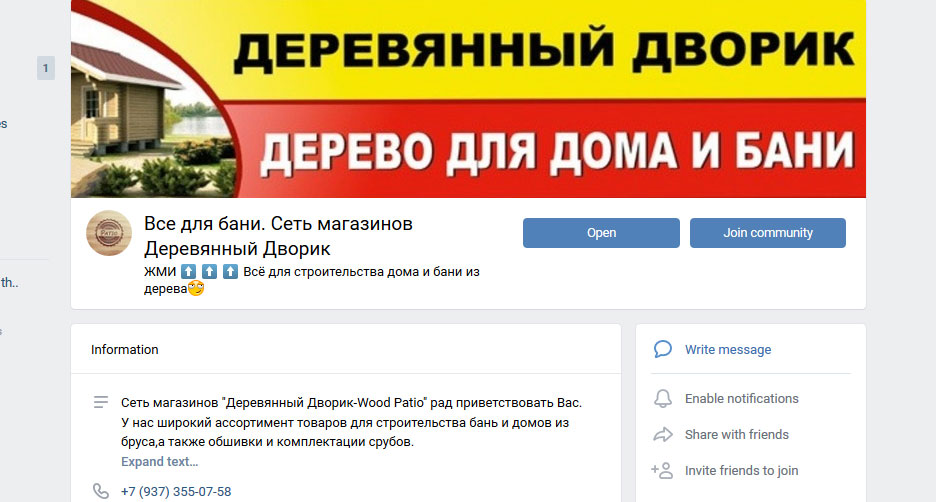 ДЕРЕВЯННЫЙ ДВОРИК
ДЕРЕВО ДЛЯ ДОМА И БАНИ
1
es
th..
s
PATIO
Все для бани. Сеть магазинов
Деревянный Дворик
ЖМИ ⬆️ ⬆️ ⬆️ Всё для строительства дома и бани из
дерева
Open
Join community
Information
Сеть магазинов "Деревянный Дворик-Wood Patio" рад приветствовать Вас.
У нас широкий ассортимент товаров для строительства бань и домов из
бруса,а также обшивки и комплектации срубов.
Expand text...
+7 (937) 355-07-58
Write message
Enable notifications
Share with friends
Invite friends to join